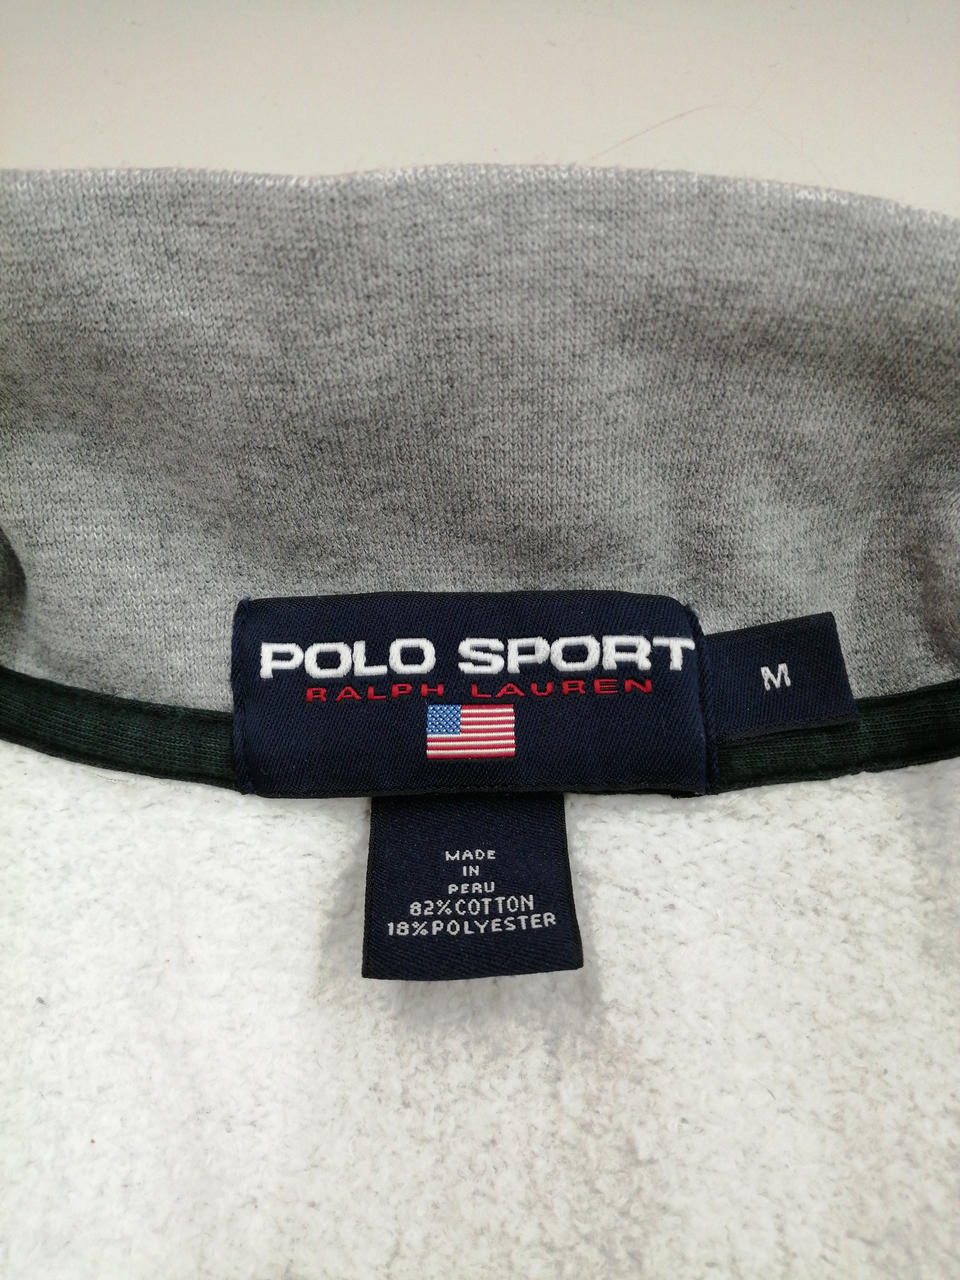 POLO SPORT
RALPH LAUREN
M
MADE
IN
PERU
82%COTTON
18%POLYESTER